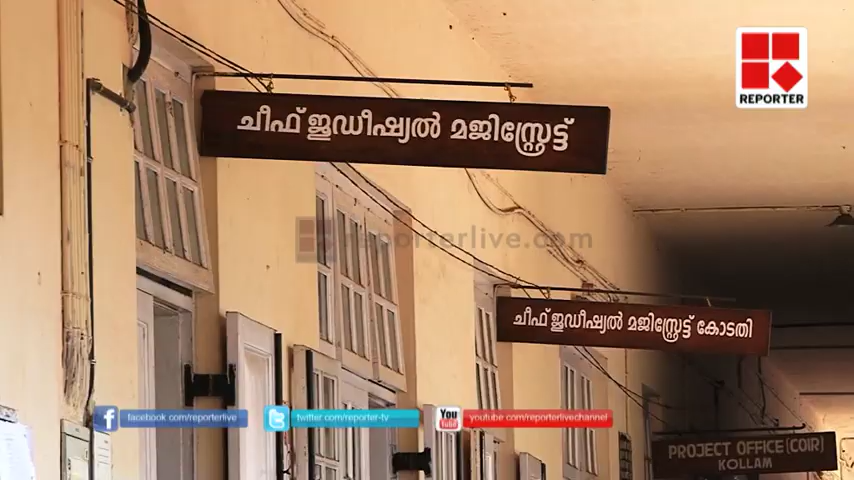 REPORTER
ചീഫ് ജുഡീഷ്യൽ മജിസ്ട്രേട്ട്
reporterlive.com
ചീഫ് ജുഡീഷ്യൽ മജിസ്ട്രേട്ട് കോടതി
facebook.com/reporterlive
twitter.com/reporter-tv
You Tube
youtube.com/reporterlivechannel
PROJECT OFFICE (COIR)
KOLLAM